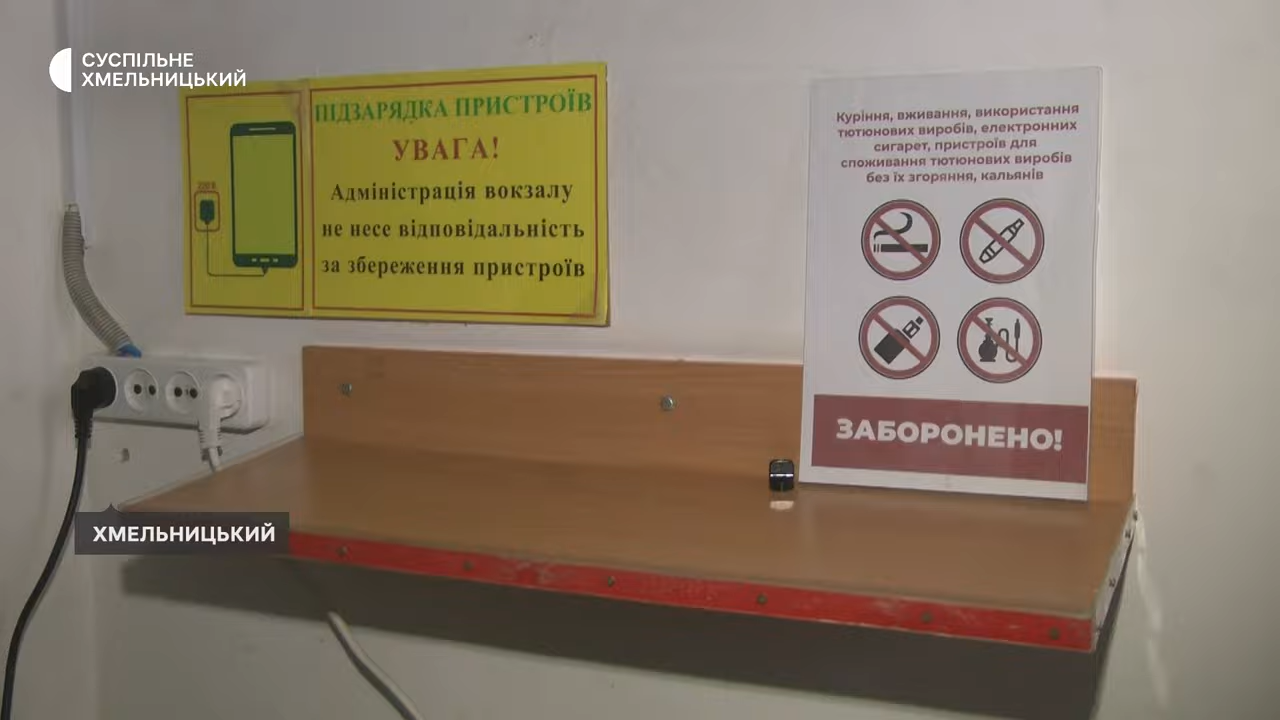 СУСПІЛЬНЕ
ХМЕЛЬНИЦЬКИЙ
ПІДЗАРЯДКА ПРИСТРОЇВ
УВАГА!
Адміністрація вокзалу
не несе відповідальність
за збереження пристроїв
Куріння, вживання, використання
тютюнових виробів, електронних
сигарет, пристроїв для
споживання тютюнових виробів
без їх згоряння, кальянів
ЗАБОРОНЕНО!
ХМЕЛЬНИЦЬКИЙ